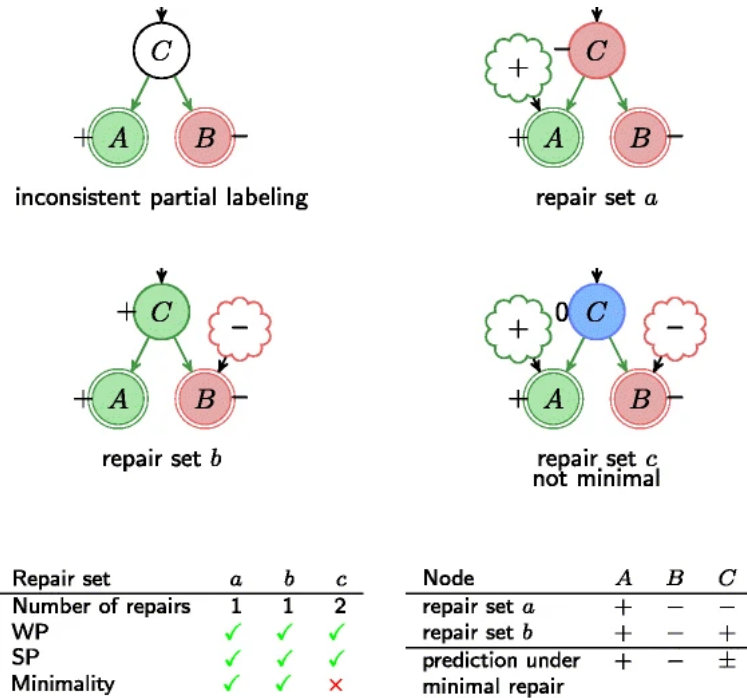 C
+ A B −
inconsistent partial labeling
+ − C
+ A B −
repair set a
+ C −
+ A B −
repair set b
+ 0 C −
+ A B −
repair set c
not minimal
Repair set a b c
Number of repairs 1 1 2
WP ✓ ✓ ✓
SP ✓ ✓ ✓
Minimality ✓ ✓ ×
Node A B C
repair set a + − −
repair set b + − +
prediction under + − ±
minimal repair